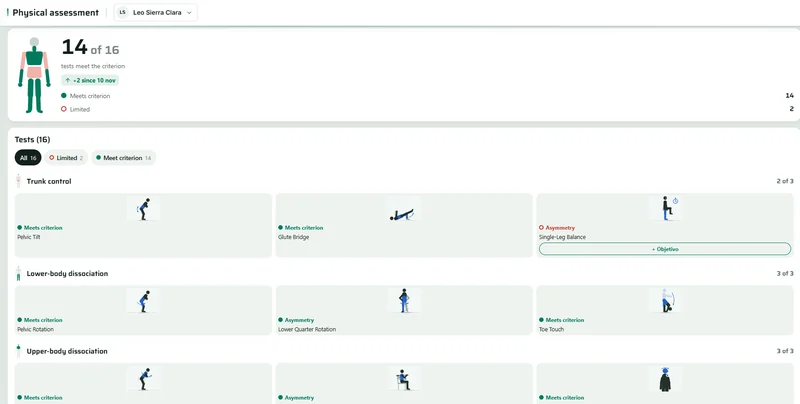 Physical assessment
LS Leo Sierra Clara
14 of 16
tests meet the criterion
↑ −2 since 10 nov
Meets criterion 14
Limited 2
Tests (16)
All 16 Limited 2 Meet criterion 14
Trunk control 2 of 3
Meets criterion Meets criterion Asymmetry
Pelvic Tilt Glute Bridge Single-Leg Balance
+ Objetivo
Lower-body dissociation 3 of 3
Meets criterion Asymmetry Meets criterion
Pelvic Rotation Lower Quarter Rotation Toe Touch
Upper-body dissociation 3 of 3
Meets criterion Asymmetry Meets criterion